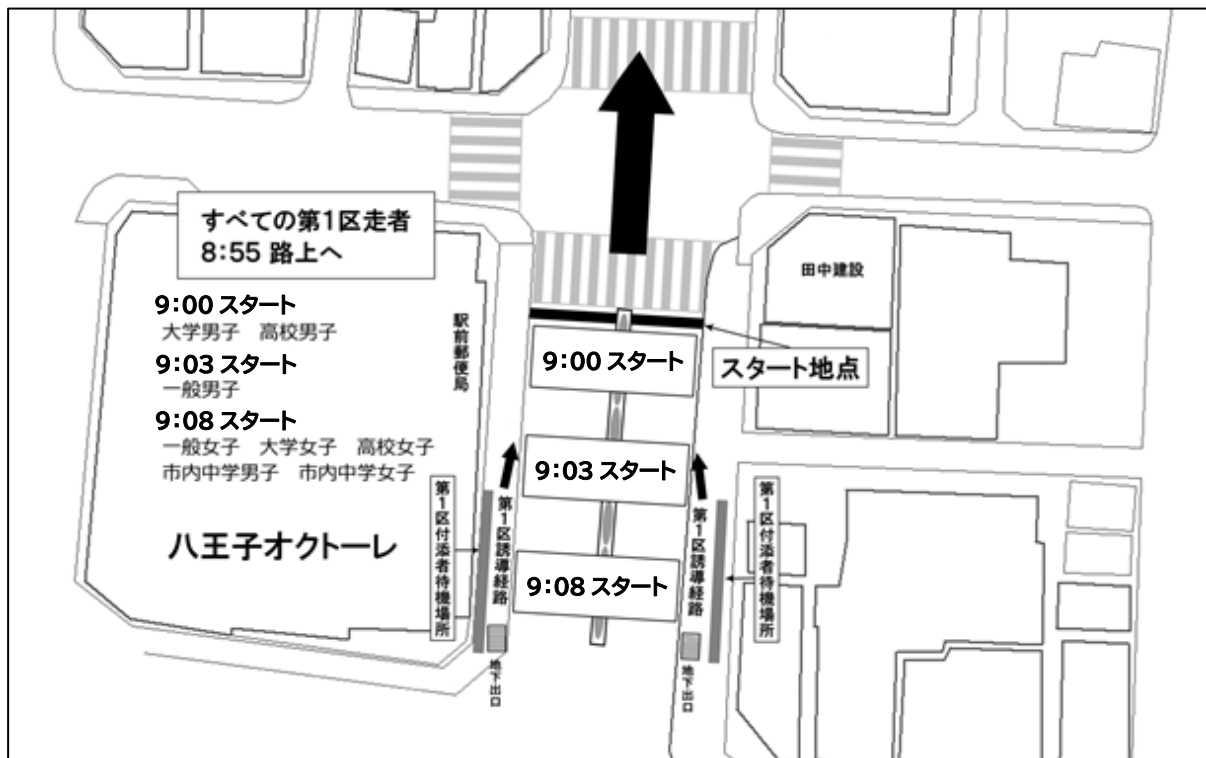 すべての第1区走者
8:55 路上へ
9:00 スタート
大学男子 高校男子
9:03 スタート
一般男子
9:08 スタート
一般女子 大学女子 高校女子
市内中学男子 市内中学女子
八王子オクトーレ
駅前郵便局
第1区付添者待機場所
第1区誘導経路
地下出口
9:00 スタート
9:03 スタート
9:08 スタート
田中建設
スタート地点
第1区誘導経路
第1区付添者待機場所
地下出口